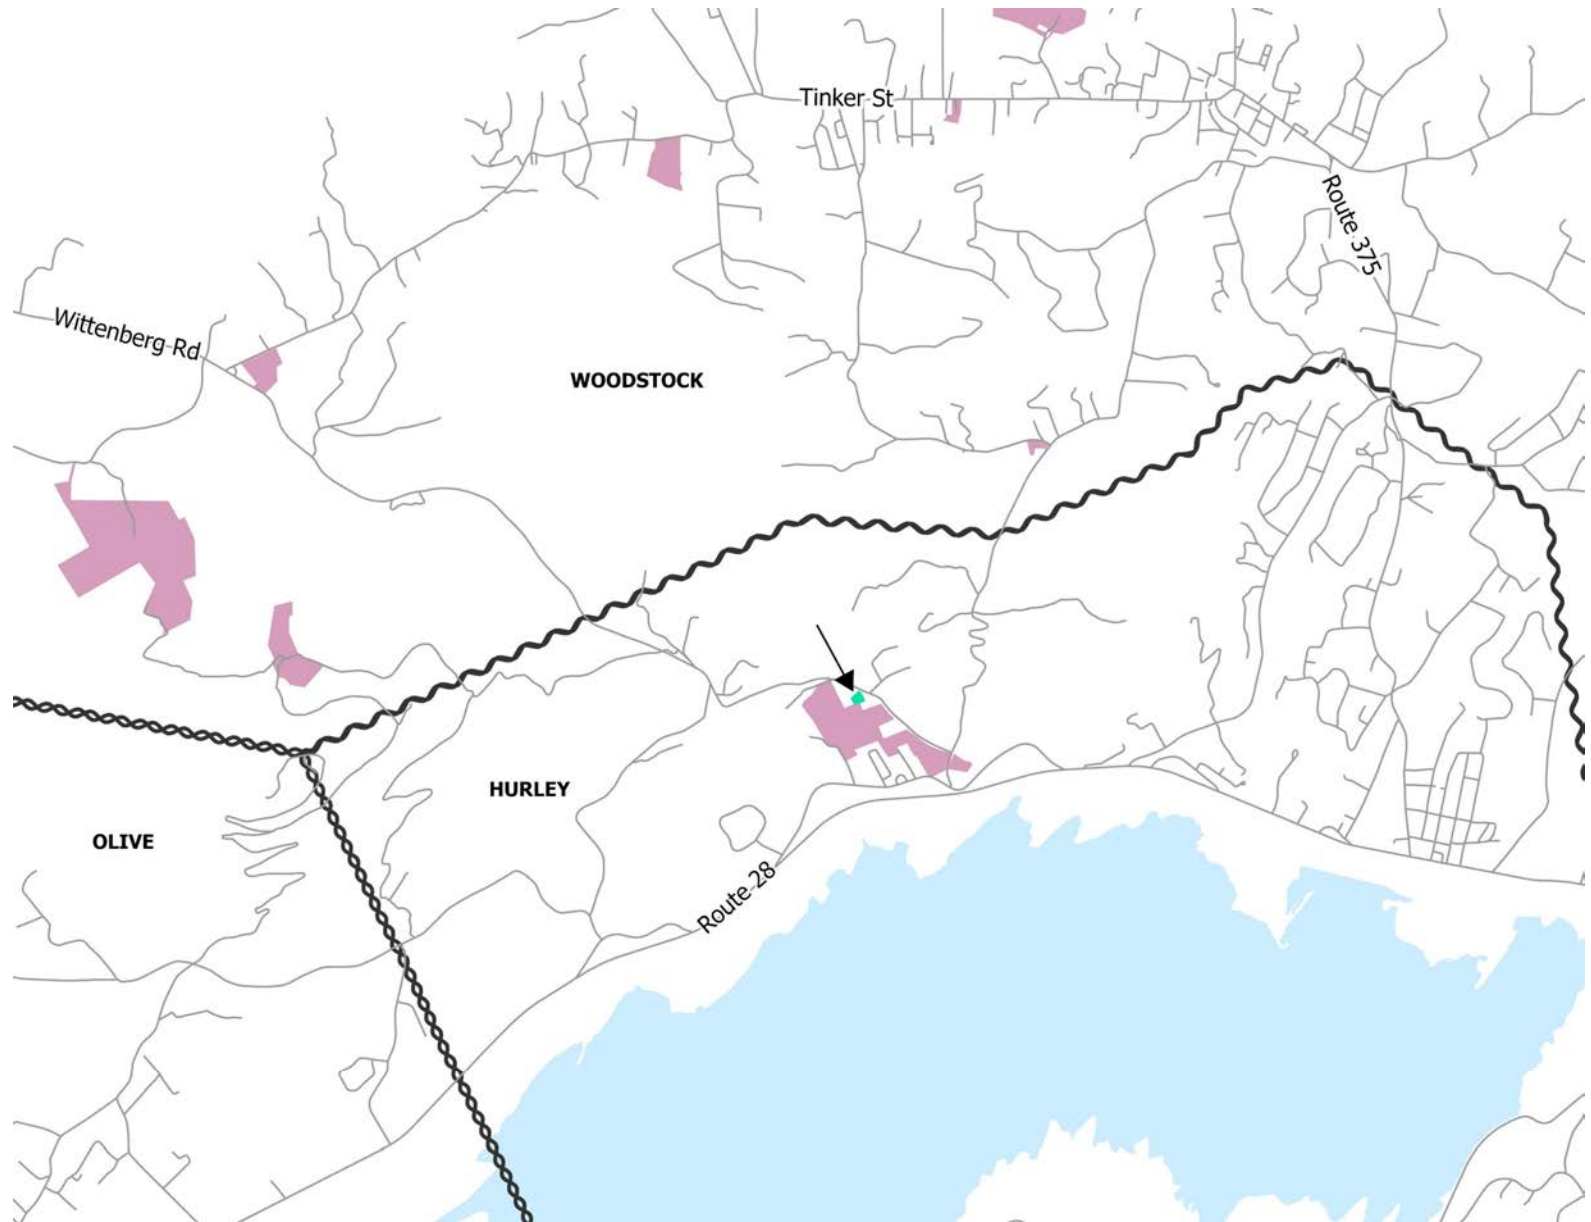 Tinker St
Route 375
Wittenberg Rd
WOODSTOCK
HURLEY
OLIVE
Route 28